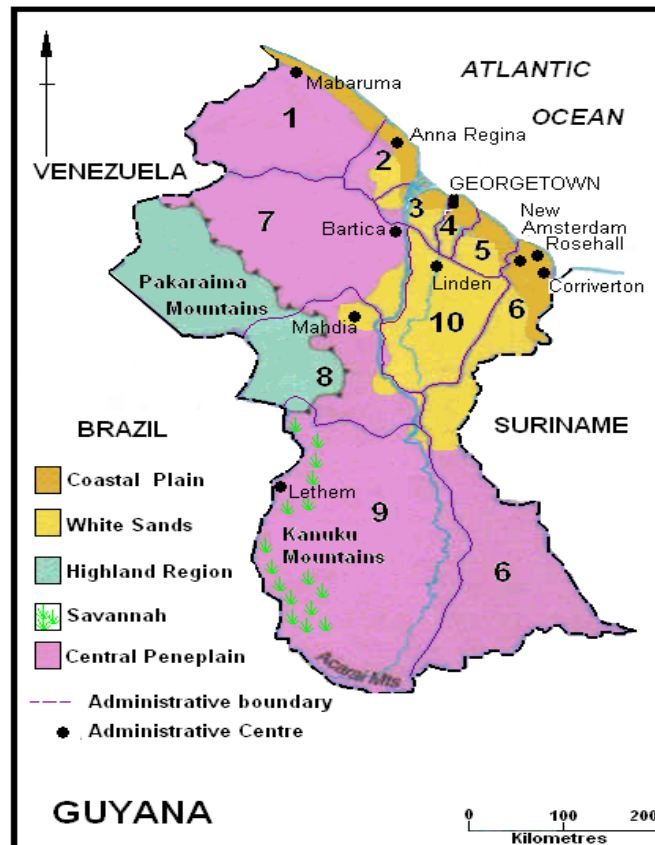 ATLANTIC
OCEAN
Mabaruma
1
Anna Regina
VENEZUELA
2
GEORGETOWN
3
4
New
Amsterdam
7
Bartica
5
Rosehall
Pakaraima
Mountains
Linden
Corriverton
6
Mahdia
10
8
SURINAME
BRAZIL
Coastal Plain
Lethem
9
White Sands
Kanuku
Mountains
6
Highland Region
Savannah
Central Peneplain
Acarai Mts
Administrative boundary
Administrative Centre
GUYANA
0 100 200
Kilometres